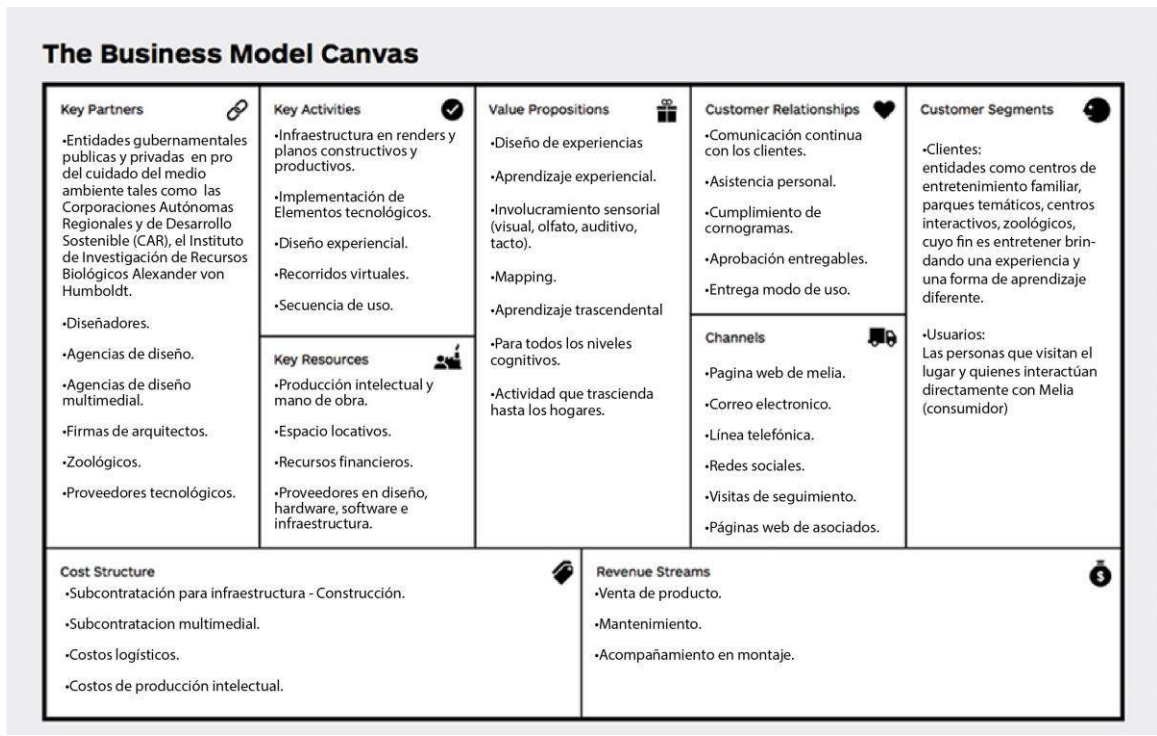 The Business Model Canvas
Key Partners
•Entidades gubernamentales
publicas y privadas en pro
del cuidado del medio
ambiente tales como las
Corporaciones Autónomas
Regionales y de Desarrollo
Sostenible (CAR), el Instituto
de Investigación de Recursos
Biológicos Alexander von
Humboldt.
•Diseñadores.
•Agencias de diseño.
•Agencias de diseño
multimedial.
•Firmas de arquitectos.
•Zoológicos.
•Proveedores tecnológicos.
Key Activities
•Infraestructura en renders y
planos constructivos y
productivos.
•Implementación de
Elementos tecnológicos.
•Diseño experiencial.
•Recorridos virtuales.
•Secuencia de uso.
Key Resources
•Producción intelectual y
mano de obra.
•Espacio locativos.
•Recursos financieros.
•Proveedores en diseño,
hardware, software e
infraestructura.
Value Propositions
•Diseño de experiencias
•Aprendizaje experiencial.
•Involucramiento sensorial
(visual, olfato, auditivo,
tacto).
•Mapping.
•Aprendizaje trascendental
•Para todos los niveles
cognitivos.
•Actividad que trascienda
hasta los hogares.
Customer Relationships
•Comunicación continua
con los clientes.
•Asistencia personal.
•Cumplimiento de
cornogramas.
•Aprobación entregables.
•Entrega modo de uso.
Channels
•Pagina web de melia.
•Correo electronico.
•Línea telefónica.
•Redes sociales.
•Visitas de seguimiento.
•Páginas web de asociados.
Customer Segments
•Clientes:
entidades como centros de
entretenimiento familiar,
parques temáticos, centros
interactivos, zoológicos,
cuyo fin es entretener brin-
dando una experiencia y
una forma de aprendizaje
diferente.
•Usuarios:
Las personas que visitan el
lugar y quienes interactúan
directamente con Melia
(consumidor)
Cost Structure
•Subcontratación para infraestructura - Construcción.
•Subcontratacion multimedial.
•Costos logísticos.
•Costos de producción intelectual.
Revenue Streams
•Venta de producto.
•Mantenimiento.
•Acompañamiento en montaje.